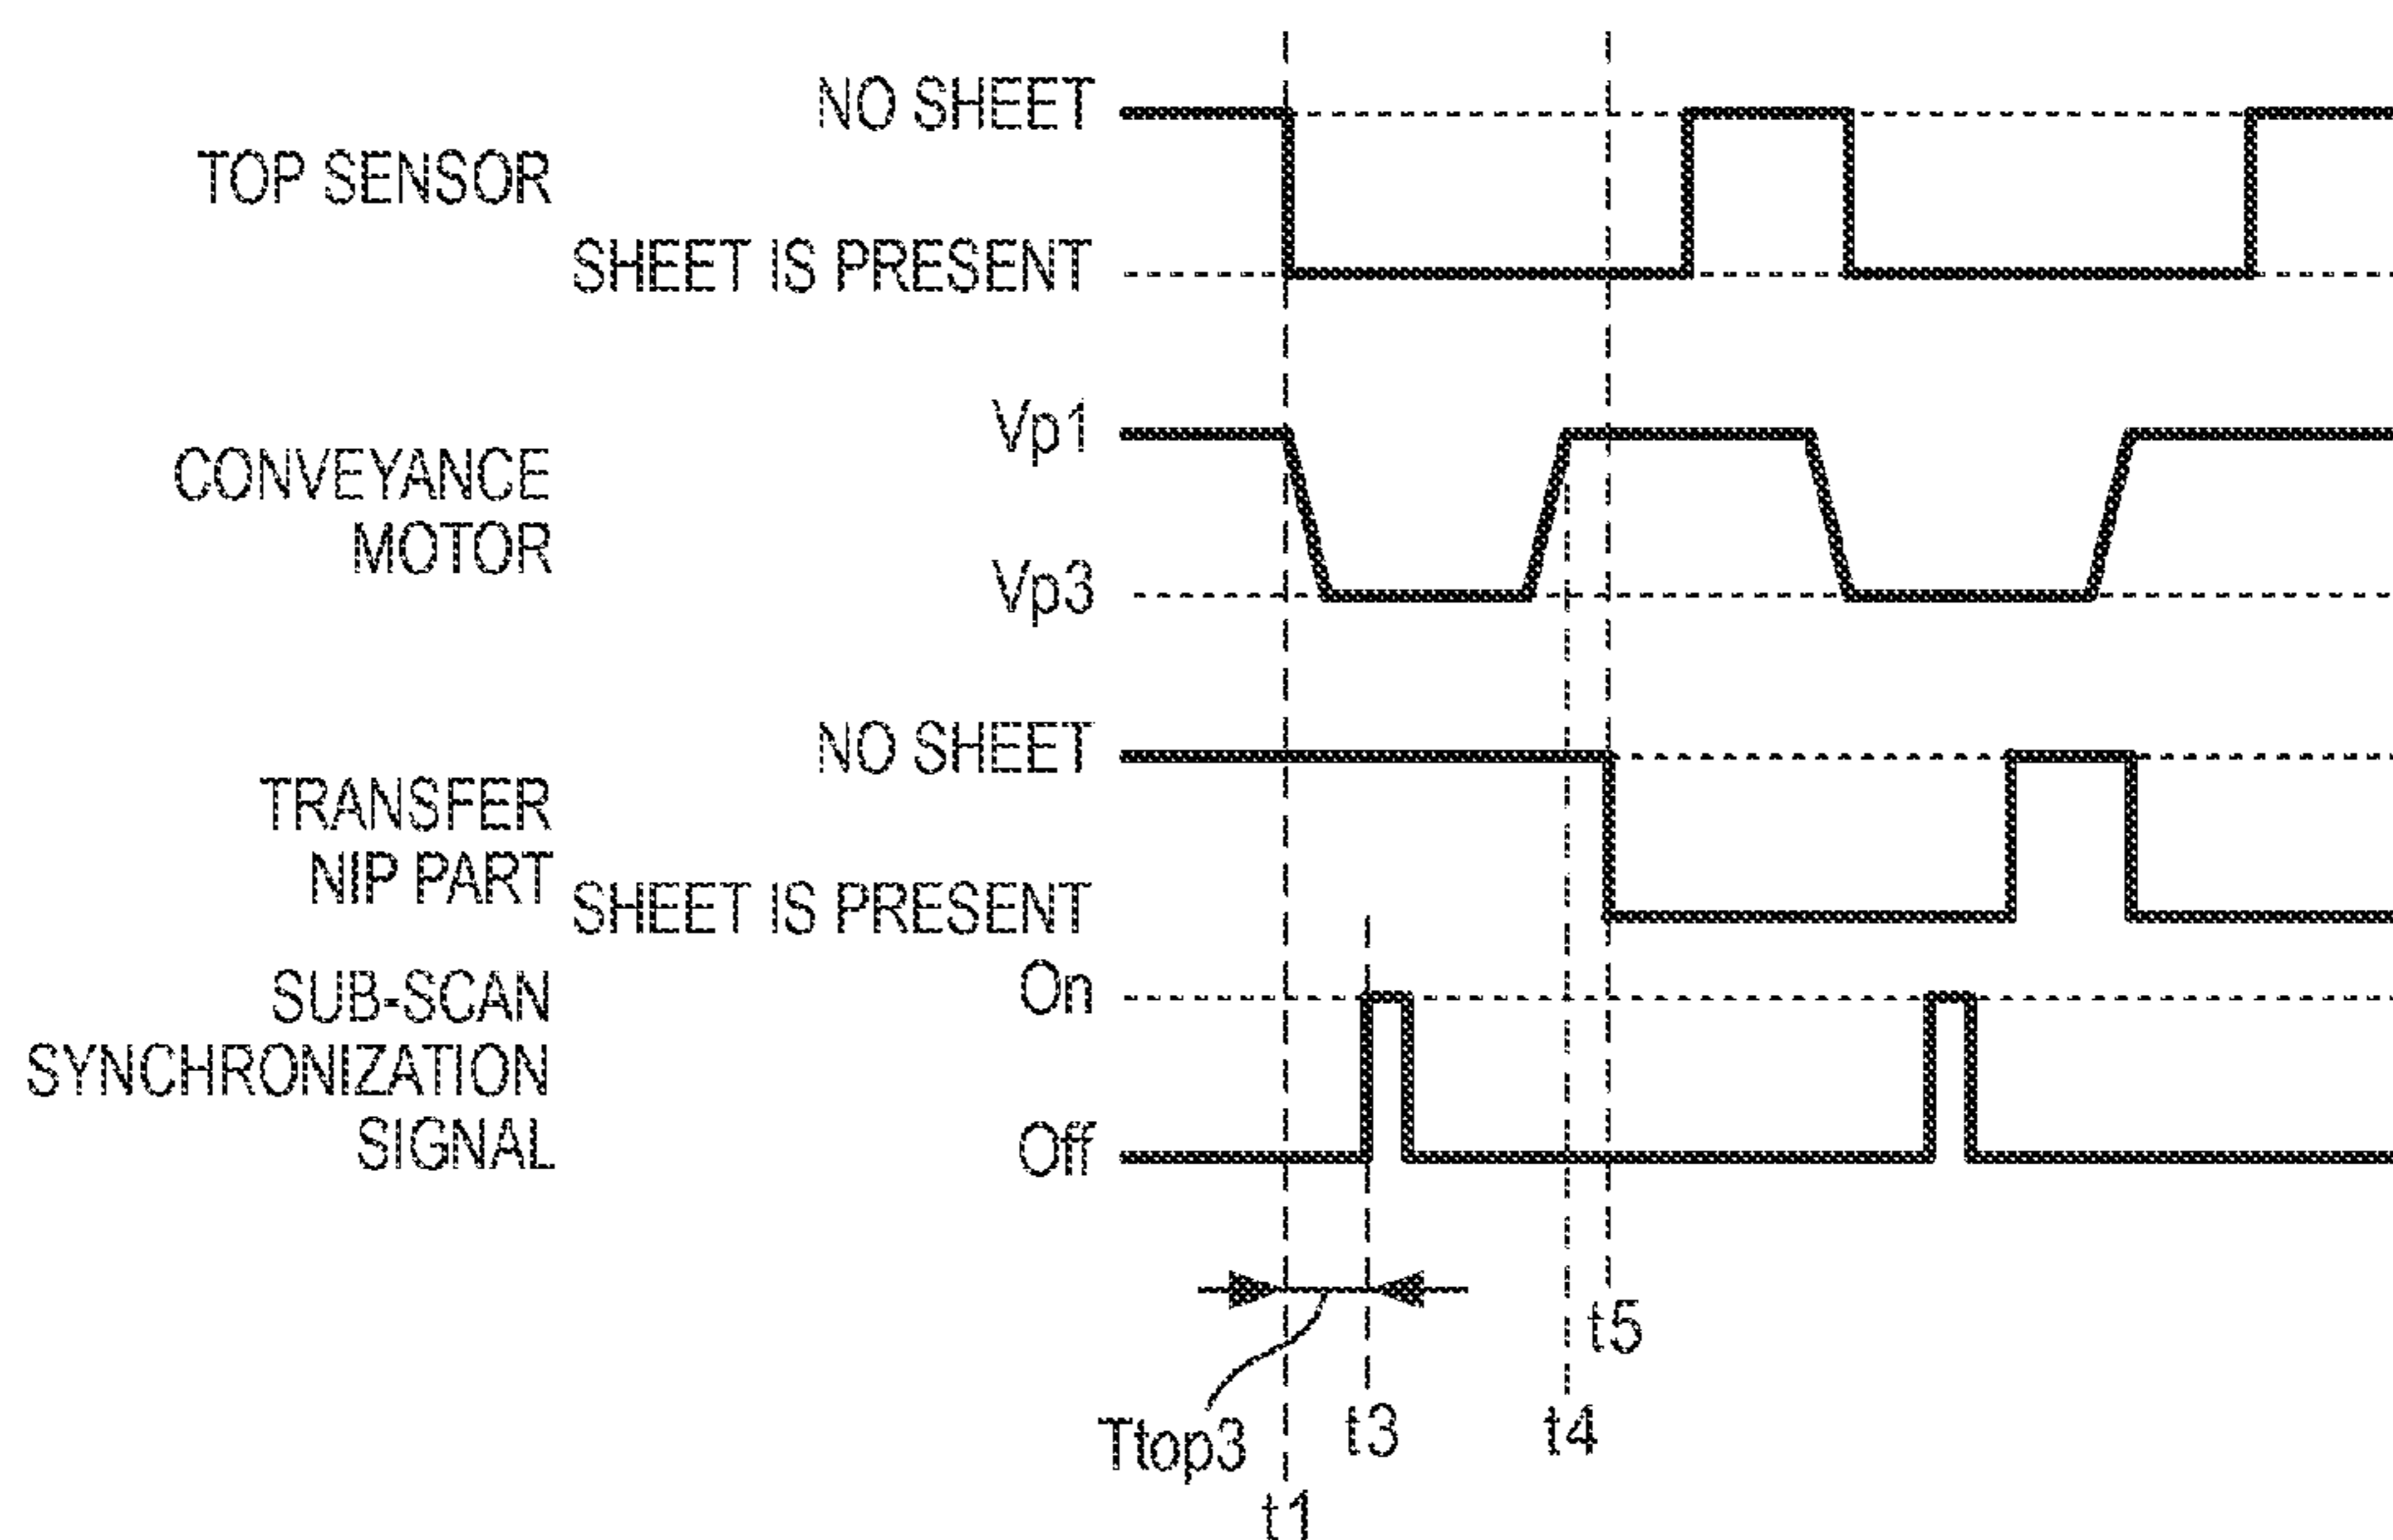 NO SHEET
TOP SENSOR
SHEET IS PRESENT
Vp1
CONVEYANCE
MOTOR
Vp3
NO SHEET
TRANSFER
NIP PART
SHEET IS PRESENT
SUB-SCAN
SYNCHRONIZATION
SIGNAL
On
Off
t5
Ttop3
t3
t4
t1